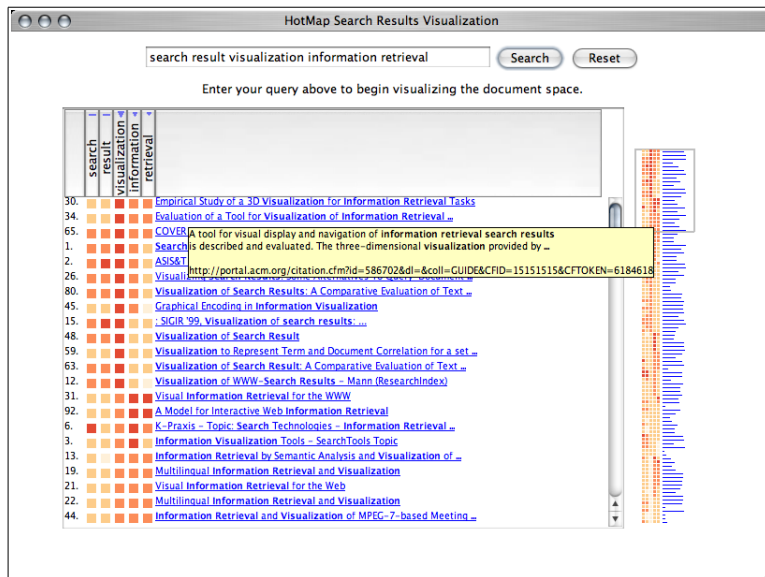 HotMap Search Results Visualization
search result visualization information retrieval
Search
Reset
Enter your query above to begin visualizing the document space.
search
result
visualization
information
retrieval
30. Empirical Study of a 3D Visualization for Information Retrieval Tasks
34. Evaluation of a Tool for Visualization of Information Retrieval ...
65. COVER
A tool for visual display and navigation of information retrieval search results
1. Search
is described and evaluated. The three-dimensional visualization provided by ...
2. ASIS&T
http://portal.acm.org/citation.cfm?id=586702&dl=&coll=GUIDE&CFID=15151515&CFTOKEN=6184618
26. Visualizing Search Results: Some Alternatives To Query-Document
80. Visualization of Search Results: A Comparative Evaluation of Text ...
45. Graphical Encoding in Information Visualization
15. : SIGIR '99, Visualization of search results: ...
48. Visualization of Search Result
59. Visualization to Represent Term and Document Correlation for a set ...
63. Visualization of Search Result: A Comparative Evaluation of Text ...
12. Visualization of WWW-Search Results - Mann (ResearchIndex)
31. Visual Information Retrieval for the WWW
92. A Model for Interactive Web Information Retrieval
6. K-Praxis - Topic: Search Technologies - Information Retrieval ...
3. Information Visualization Tools - SearchTools Topic
13. Information Retrieval by Semantic Analysis and Visualization of ...
19. Multilingual Information Retrieval and Visualization
21. Visual Information Retrieval for the Web
22. Multilingual Information Retrieval and Visualization
44. Information Retrieval and Visualization of MPEG-7-based Meeting ...